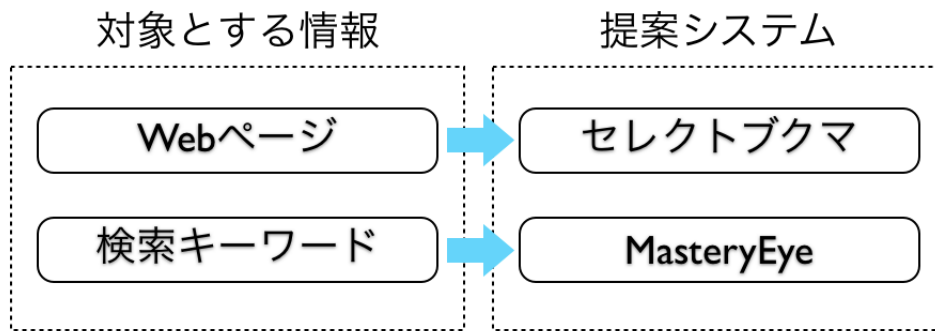 対象とする情報
提案システム
Webページ
セレクトブクマ
検索キーワード
MasteryEye